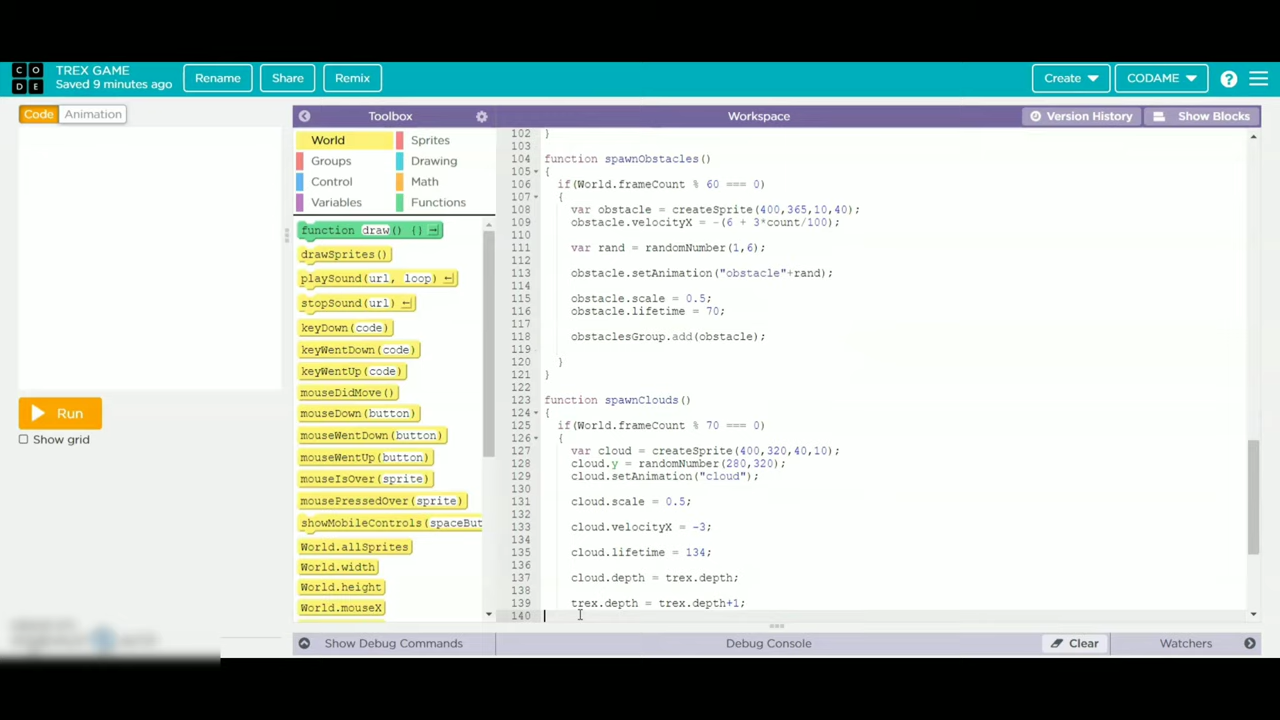 CO
DE
TREX GAME
Saved 9 minutes ago
Rename
Share
Remix
Create
CODAME
?
Code
Animation
Run
Show grid
Toolbox
World
Sprites
Groups
Drawing
Control
Math
Variables
Functions
function draw() {}
drawSprites()
playSound(url, loop)
stopSound(url)
keyDown(code)
keyWentDown(code)
keyWentUp(code)
mouseDidMove()
mouseDown(button)
mouseWentDown(button)
mouseWentUp(button)
mouseIsOver(sprite)
mousePressedOver(sprite)
showMobileControls(spaceBut
World.allSprites
World.width
World.height
World.mouseX
Show Debug Commands
Workspace
Version History
Show Blocks
102 }
103
104 function spawnObstacles()
105 {
106 if(World.frameCount % 60 === 0)
107 {
108 var obstacle = createSprite(400,365,10,40);
109 obstacle.velocityX = -(6 + 3*count/100);
110
111 var rand = randomNumber(1,6);
112
113 obstacle.setAnimation("obstacle"+rand);
114
115 obstacle.scale = 0.5;
116 obstacle.lifetime = 70;
117
118 obstaclesGroup.add(obstacle);
119
120 }
121 }
122
123 function spawnClouds()
124 {
125 if(World.frameCount % 70 === 0)
126 {
127 var cloud = createSprite(400,320,40,10);
128 cloud.y = randomNumber(280,320);
129 cloud.setAnimation("cloud");
130
131 cloud.scale = 0.5;
132
133 cloud.velocityX = -3;
134
135 cloud.lifetime = 134;
136
137 cloud.depth = trex.depth;
138
139 trex.depth = trex.depth+1;
140
Debug Console
Clear
Watchers